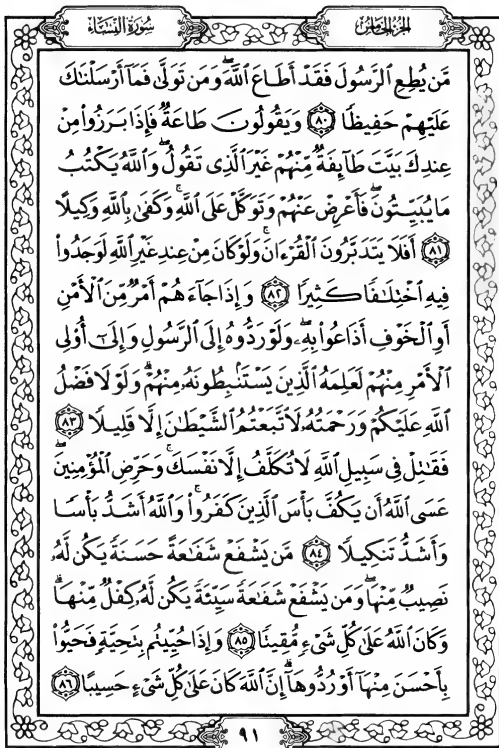 سُورَةُ النِّسَاءِ
الجزء الخامس
مَّن يُطِعِ ٱلرَّسُولَ فَقَدْ أَطَاعَ ٱللَّهَ ۖ وَمَن تَوَلَّىٰ فَمَآ أَرْسَلْنَٰكَ
عَلَيْهِمْ حَفِيظًا ٨٠ وَيَقُولُونَ طَاعَةٌ فَإِذَا بَرَزُوا۟ مِنْ
عِندِكَ بَيَّتَ طَآئِفَةٌ مِّنْهُمْ غَيْرَ ٱلَّذِى تَقُولُ ۖ وَٱللَّهُ يَكْتُبُ
مَا يُبَيِّتُونَ ۖ فَأَعْرِضْ عَنْهُمْ وَتَوَكَّلْ عَلَى ٱللَّهِ ۚ وَكَفَىٰ بِٱللَّهِ وَكِيلًا
٨١ أَفَلَا يَتَدَبَّرُونَ ٱلْقُرْءَانَ ۚ وَلَوْ كَانَ مِنْ عِندِ غَيْرِ ٱللَّهِ لَوَجَدُوا۟
فِيهِ ٱخْتِلَٰفًا كَثِيرًا ٨٢ وَإِذَا جَآءَهُمْ أَمْرٌ مِّنَ ٱلْأَمْنِ
أَوِ ٱلْخَوْفِ أَذَاعُوا۟ بِهِۦ ۖ وَلَوْ رَدُّوهُ إِلَى ٱلرَّسُولِ وَإِلَىٰٓ أُو۟لِى
ٱلْأَمْرِ مِنْهُمْ لَعَلِمَهُ ٱلَّذِينَ يَسْتَنۢبِطُونَهُۥ مِنْهُمْ ۗ وَلَوْلَا فَضْلُ
ٱللَّهِ عَلَيْكُمْ وَرَحْمَتُهُۥ لَٱتَّبَعْتُمُ ٱلشَّيْطَٰنَ إِلَّا قَلِيلًا ٨٣
فَقَٰتِلْ فِى سَبِيلِ ٱللَّهِ لَا تُكَلَّفُ إِلَّا نَفْسَكَ ۚ وَحَرِّضِ ٱلْمُؤْمِنِينَ ۖ
عَسَى ٱللَّهُ أَن يَكُفَّ بَأْسَ ٱلَّذِينَ كَفَرُوا۟ ۚ وَٱللَّهُ أَشَدُّ بَأْسًا
وَأَشَدُّ تَنكِيلًا ٨٤ مَّن يَشْفَعْ شَفَٰعَةً حَسَنَةً يَكُن لَّهُۥ
نَصِيبٌ مِّنْهَا ۖ وَمَن يَشْفَعْ شَفَٰعَةً سَيِّئَةً يَكُن لَّهُۥ كِفْلٌ مِّنْهَا ۗ
وَكَانَ ٱللَّهُ عَلَىٰ كُلِّ شَىْءٍ مُّقِيتًا ٨٥ وَإِذَا حُيِّيتُم بِتَحِيَّةٍ فَحَيُّوا۟
بِأَحْسَنَ مِنْهَآ أَوْ رُدُّوهَآ ۗ إِنَّ ٱللَّهَ كَانَ عَلَىٰ كُلِّ شَىْءٍ حَسِيبًا ٨٦
٩١